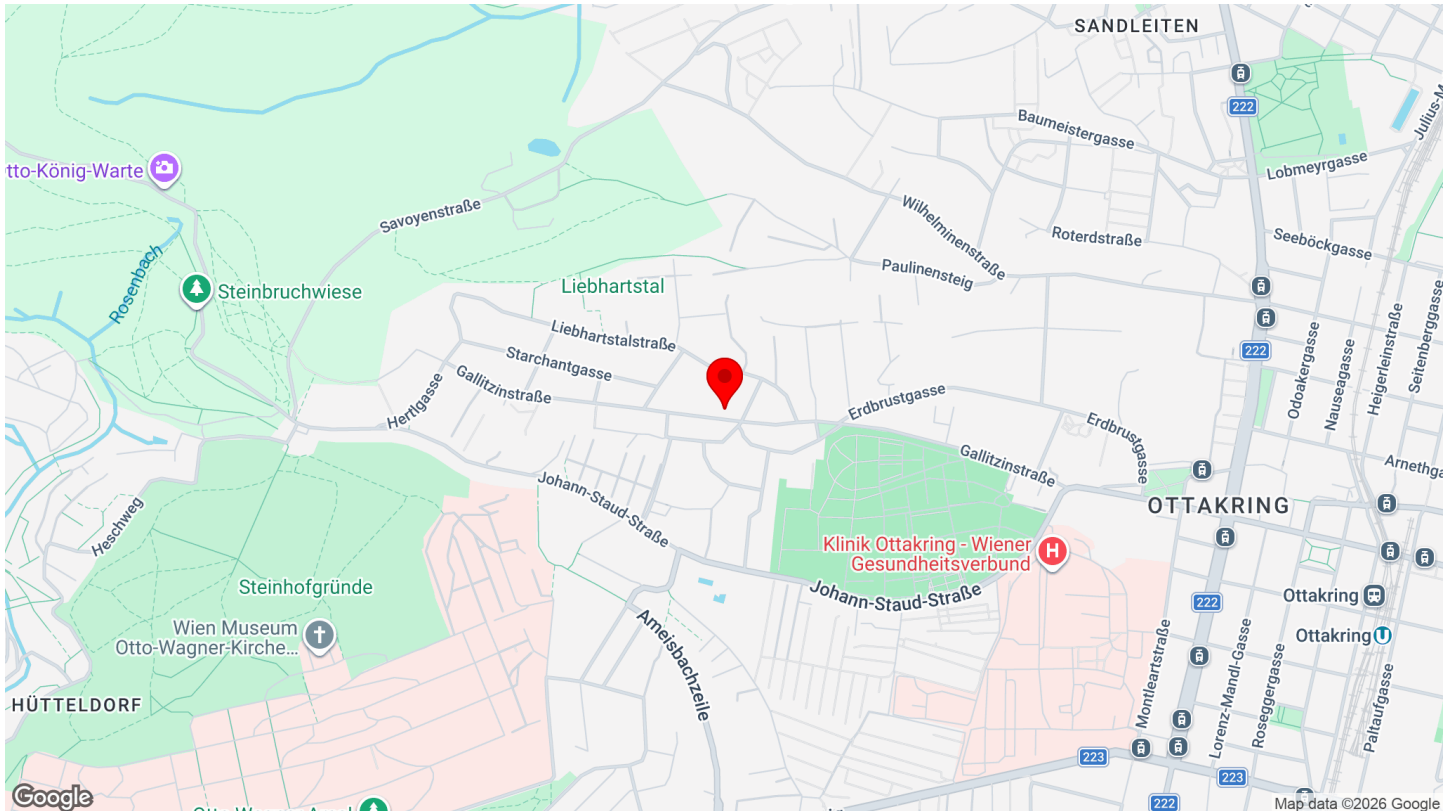 SANDLEITEN
222
Baumeistergasse
Julius-M
Lobmeyrgasse
tto-König-Warte
Savoyenstraße
Wilhelminenstraße
Roterdstraße
Seeböckgasse
Rosenbach
Steinbruchwiese
Liebhartstal
Paulinensteig
Liebhartstalstraße
Starchantgasse
Gallitzinstraße
Hertlgasse
222
Odoakergasse
Nauseagasse
Heigerleinstraße
Seitenberggasse
Erdbrustgasse
Erdbrustgasse
Gallitzinstraße
Arnethga
Johann-Staud-Straße
Heschweg
OTTAKRING
Klinik Ottakring - Wiener
Gesundheitsverbund
H
Johann-Staud-Straße
Steinhofgründe
Wien Museum
Otto-Wagner-Kirche...
Ameisbachzeile
222
Ottakring
Ottakring U
HÜTTELDORF
Montleartstraße
Lorenz-Mandl-Gasse
Roseggergasse
Paltaufgasse
223
223
222
Google
Map data ©2026 Google